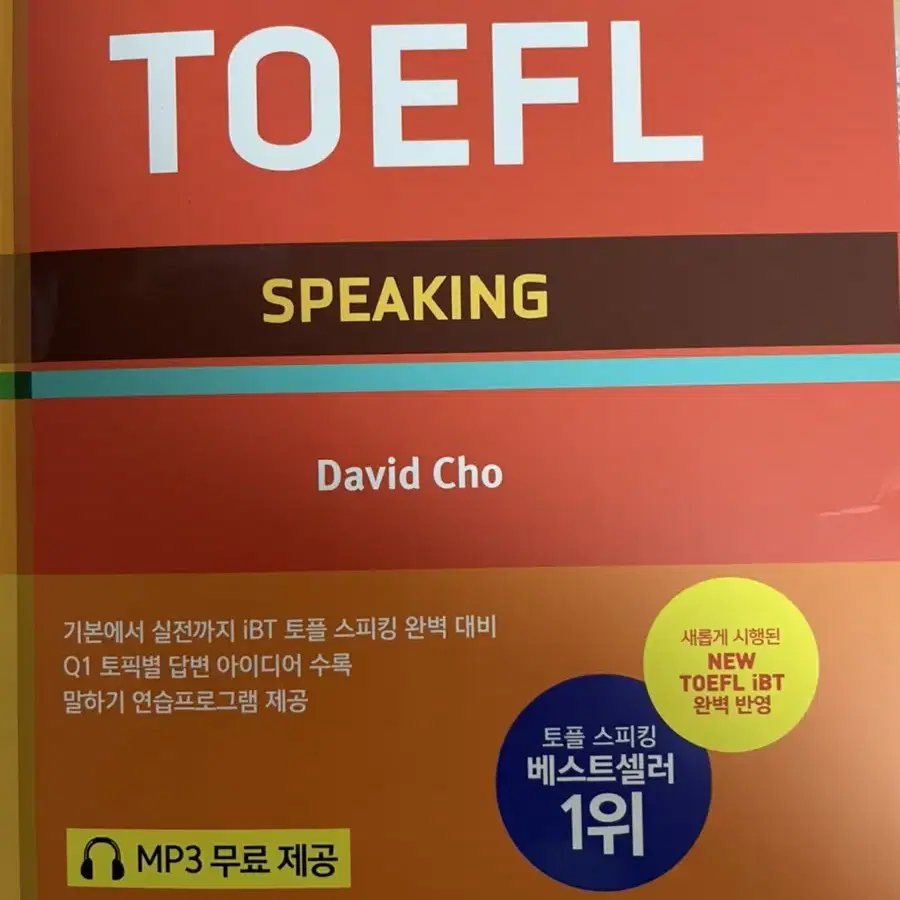 TOEFL
SPEAKING
David Cho
기본에서 실전까지 iBT 토플 스피킹 완벽 대비
Q1 토픽별 답변 아이디어 수록
말하기 연습프로그램 제공
새롭게 시행된
NEW
TOEFL iBT
완벽 반영
토플 스피킹
베스트셀러
1위
MP3 무료 제공